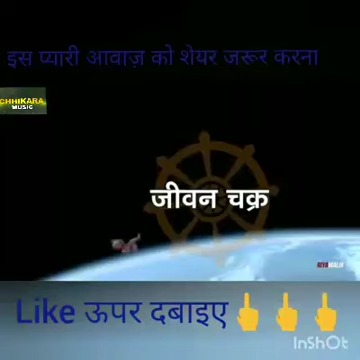 इस प्यारी आवाज़ को शेयर जरूर करना
CHHIKARA
MUSIC
जीवन चक्र
Like ऊपर दबाइए
InShOt